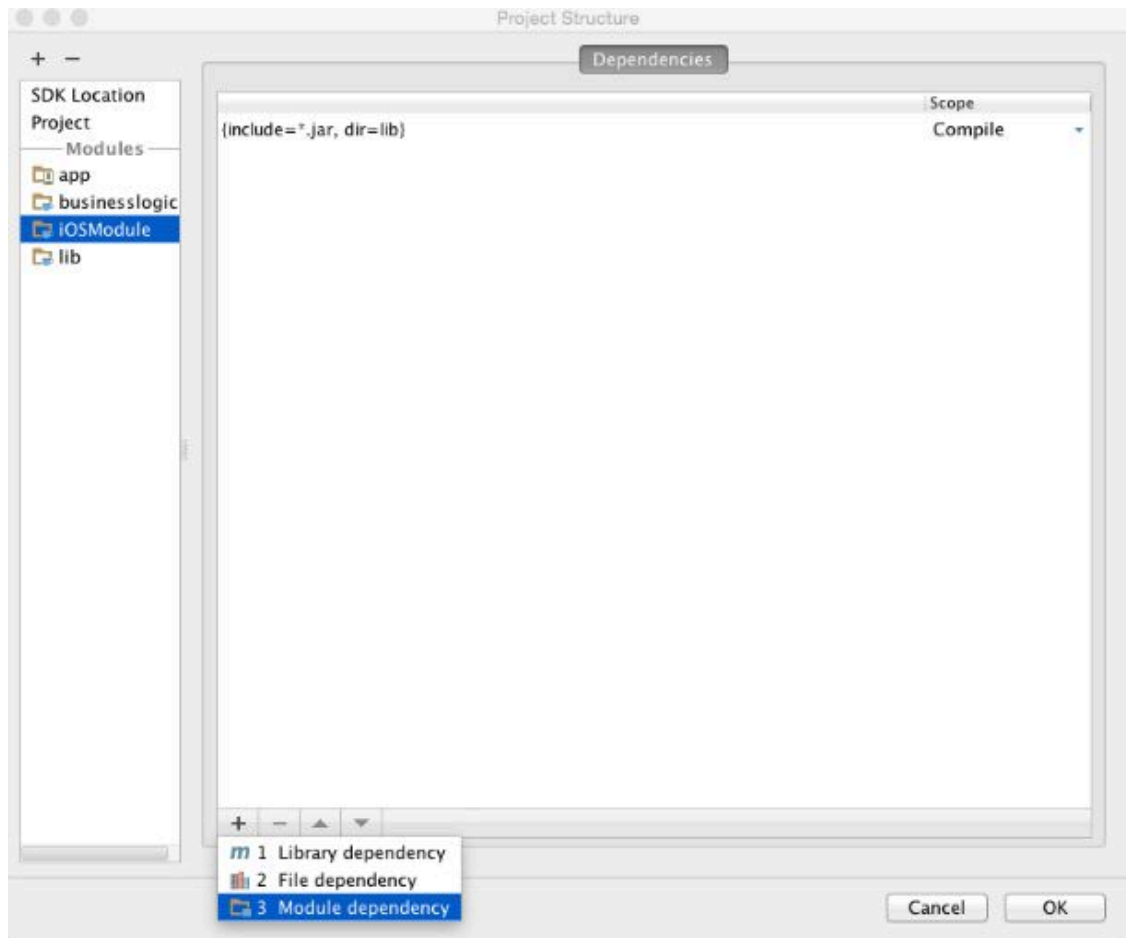 Project Structure
+ -
Dependencies
SDK Location
Project
Modules
app
businesslogic
iOSModule
lib
Scope
{include=*.jar, dir=lib}
Compile
+ -
m 1 Library dependency
2 File dependency
3 Module dependency
Cancel
OK